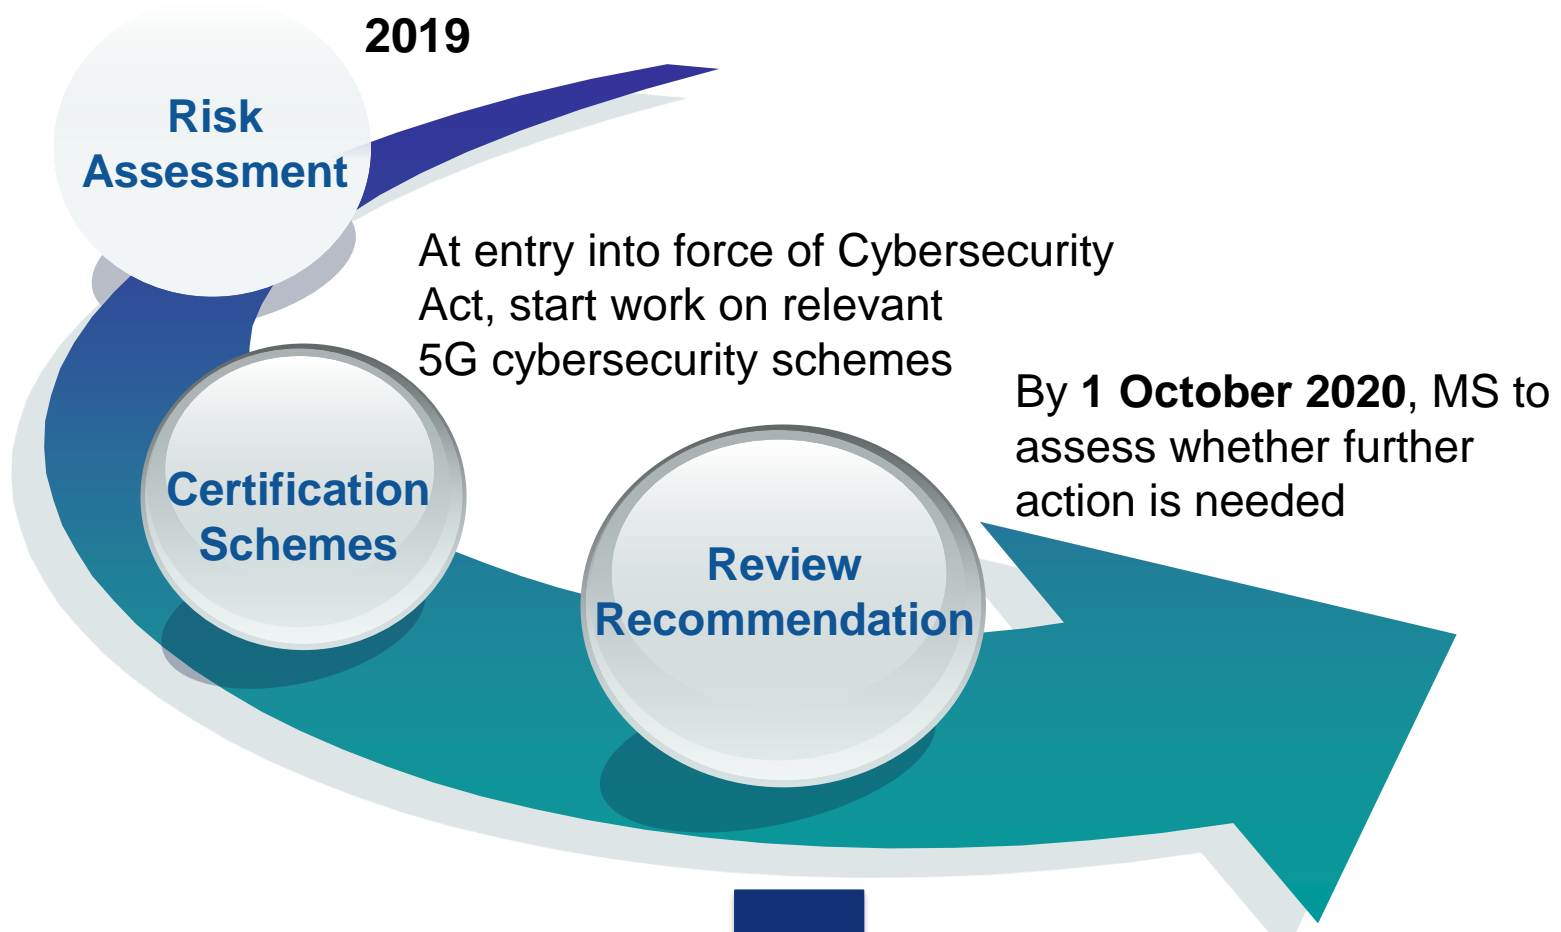 2019
Risk
Assessment
At entry into force of Cybersecurity
Act, start work on relevant
5G cybersecurity schemes
Certification
Schemes
By 1 October 2020, MS to
assess whether further
action is needed
Review
Recommendation